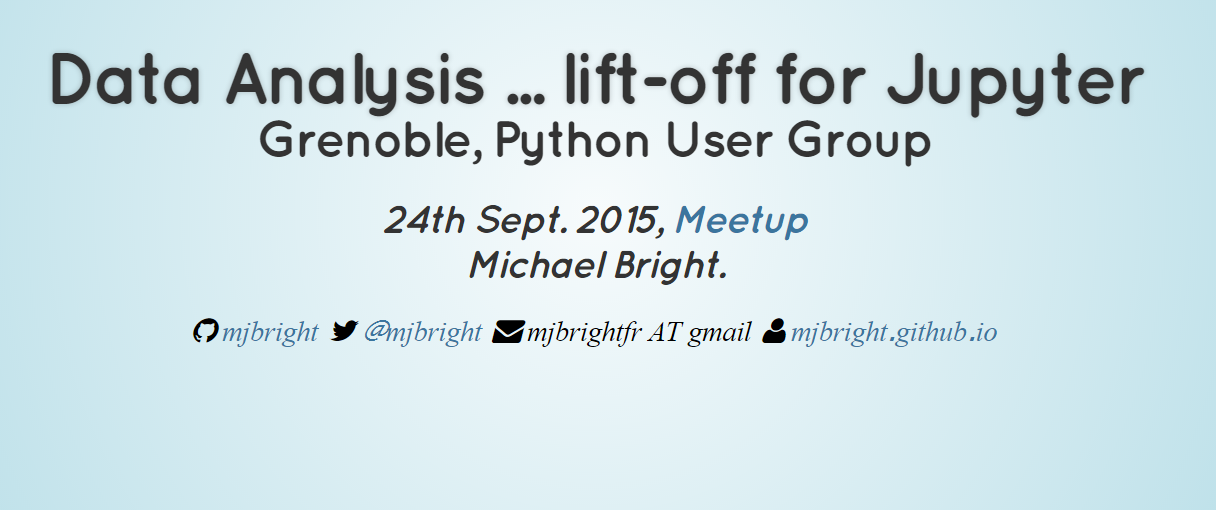 Data Analysis ... lift-off for Jupyter
Grenoble, Python User Group
24th Sept. 2015, Meetup
Michael Bright.
mjbright @mjbright mjbrightfr AT gmail mjbright.github.io